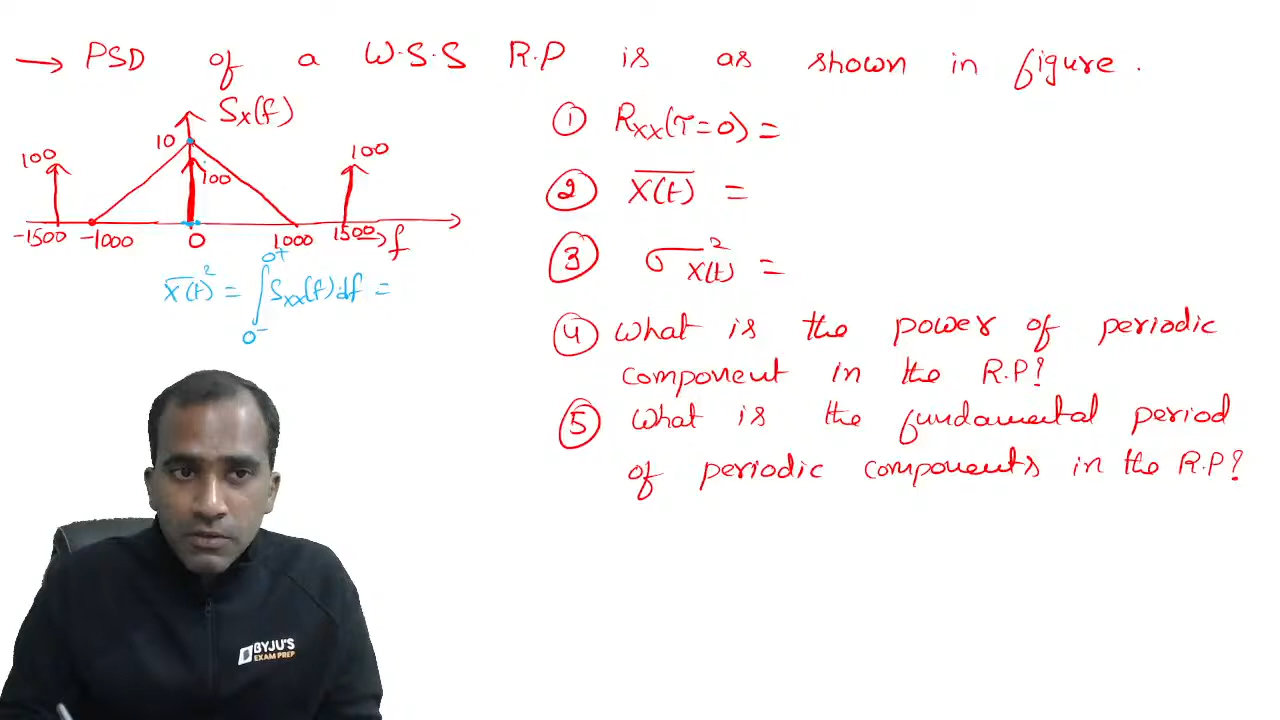 → PSD of a W.S.S R.P is as shown in figure.
Sx(f)
10
100
100
100
-1500 -1000 0 1000 1500 → f
X̅(t)² = ∫ 0⁻ 0⁺ Sxx(f) df =
① Rxx(τ=0) =
② X̅(t) =
③ σ²x(t) =
④ What is the power of periodic
component in the R.P?
⑤ What is the fundamental period
of periodic components in the R.P?
BYJU'S
EXAM PREP